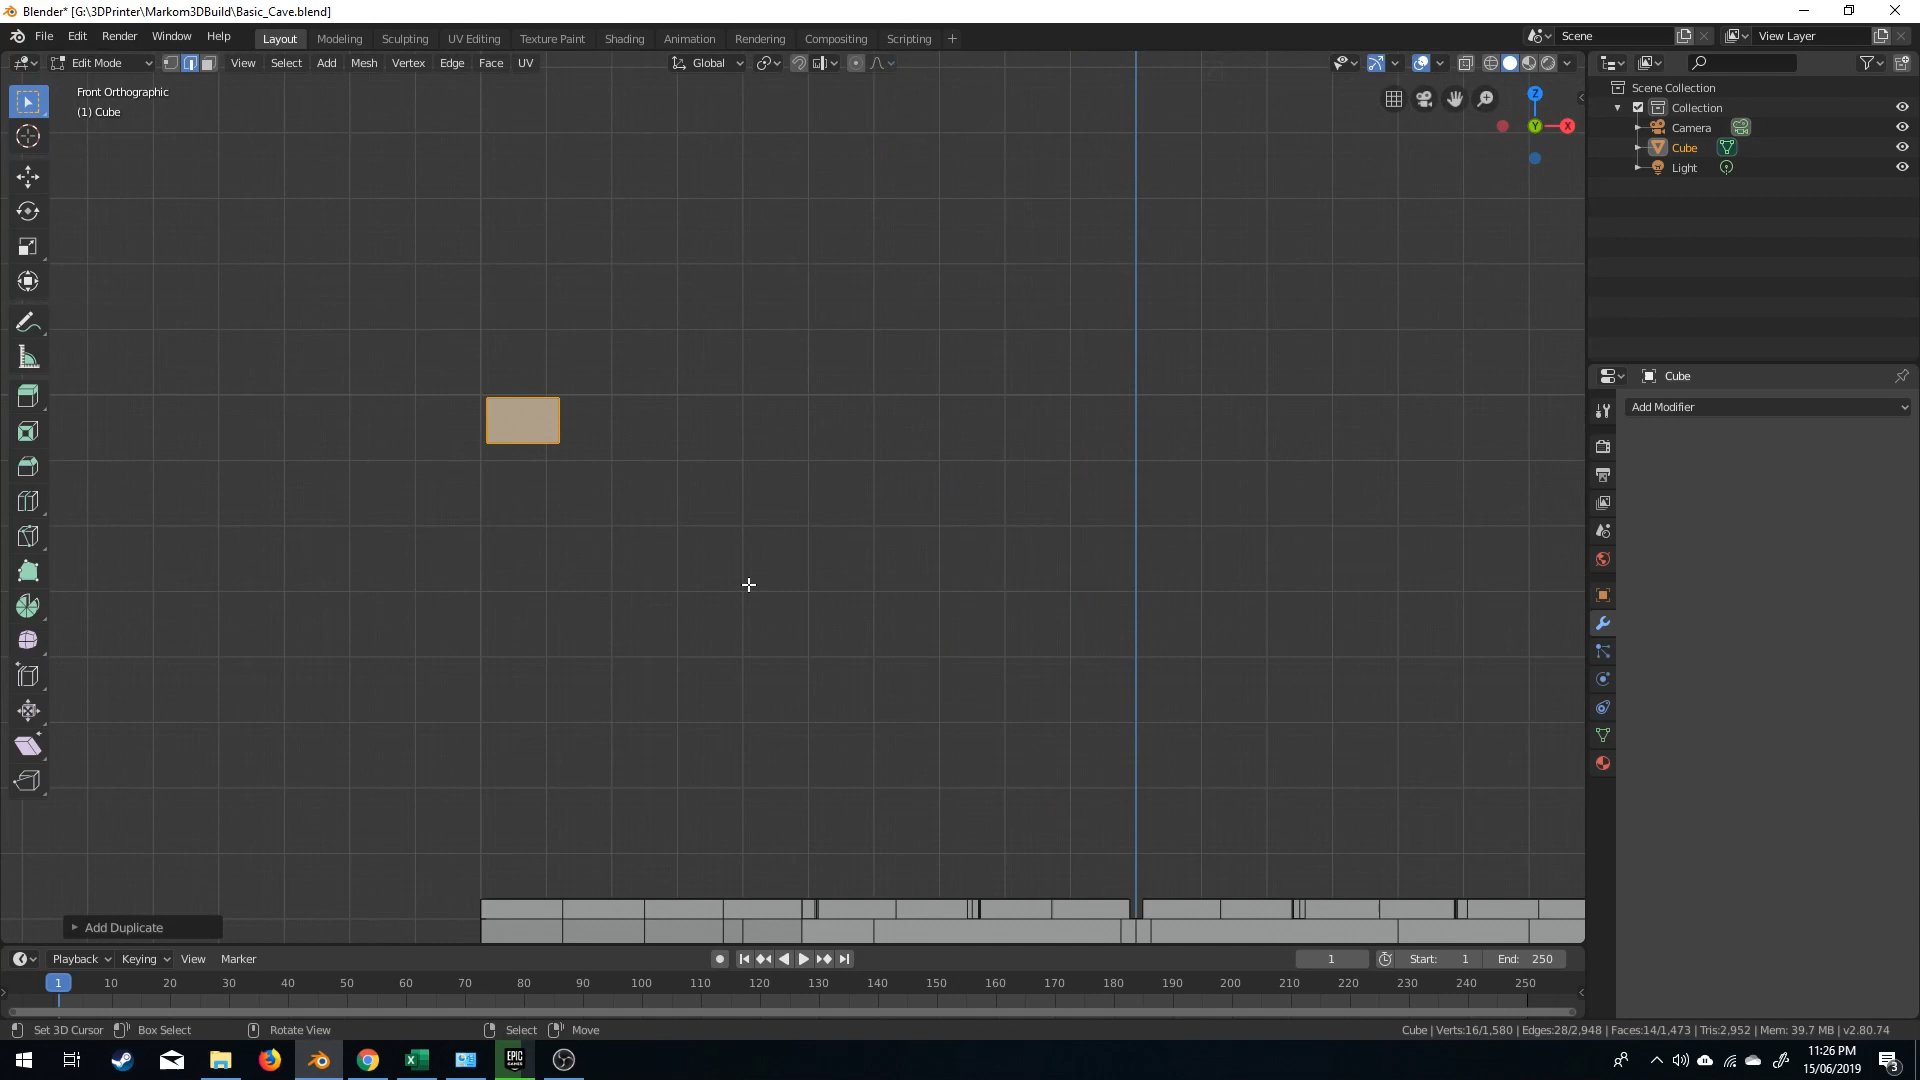 Blender* [G:\3DPrinter\Markom3DBuild\Basic_Cave.blend]
File Edit Render Window Help Layout Modeling Sculpting UV Editing Texture Paint Shading Animation Rendering Compositing Scripting + Scene View Layer
Edit Mode View Select Add Mesh Vertex Edge Face UV Global
Front Orthographic
(1) Cube
Z
Y
X
Scene Collection
Collection
Camera
Cube
Light
Cube
Add Modifier
Add Duplicate
Playback Keying View Marker 1 Start: 1 End: 250
1 10 20 30 40 50 60 70 80 90 100 110 120 130 140 150 160 170 180 190 200 210 220 230 240 250
Set 3D Cursor Box Select Rotate View Select Move Cube | Verts:16/1,580 | Edges:28/2,948 | Faces:14/1,473 | Tris:2,952 | Mem: 39.7 MB | v2.80.74
EPIC GAMES
11:26 PM
15/06/2019
3